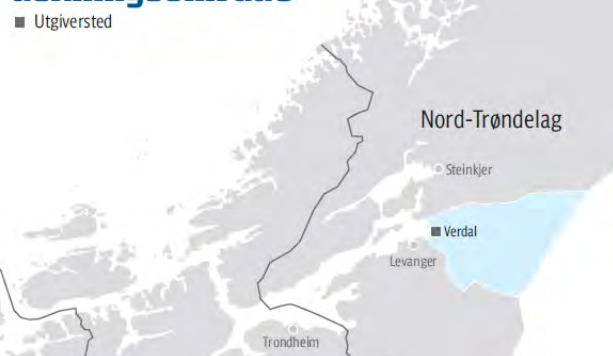 Utgiversted
Nord-Trøndelag
Steinkjer
Verdal
Levanger
Trondheim